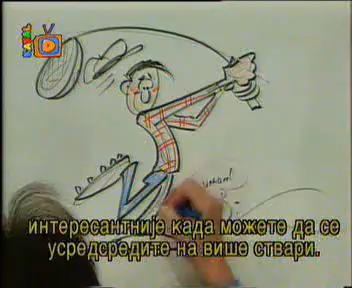 интересантније када можете да се
усредсредите на више ствари.